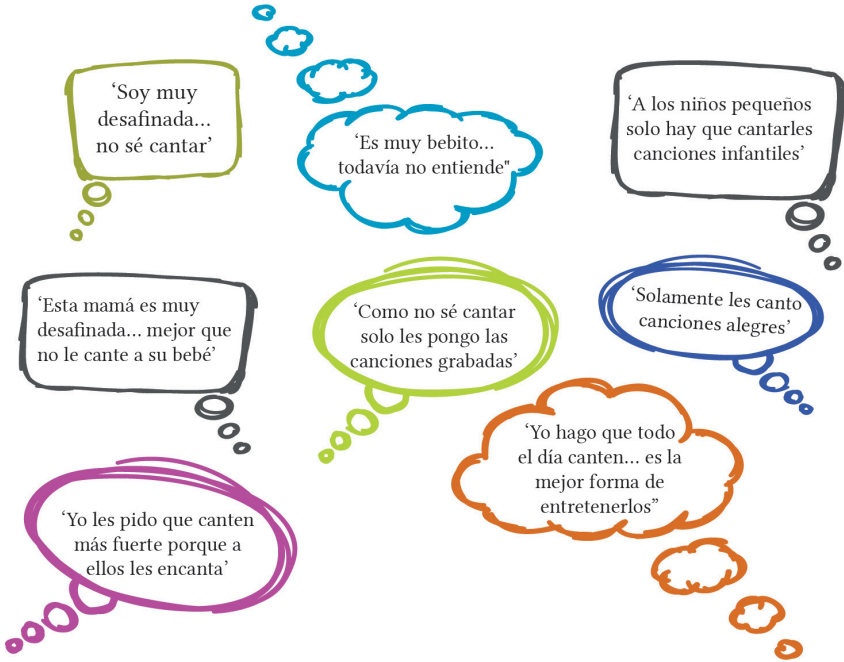 ‘Soy muy
desafinada...
no sé cantar’
‘Es muy bebito...
todavía no entiende"
‘A los niños pequeños
solo hay que cantarles
canciones infantiles’
‘Esta mamá es muy
desafinada... mejor que
no le cante a su bebé’
‘Como no sé cantar
solo les pongo las
canciones grabadas’
‘Solamente les canto
canciones alegres’
‘Yo hago que todo
el día canten... es la
mejor forma de
entretenerlos”
‘Yo les pido que canten
más fuerte porque a
ellos les encanta’